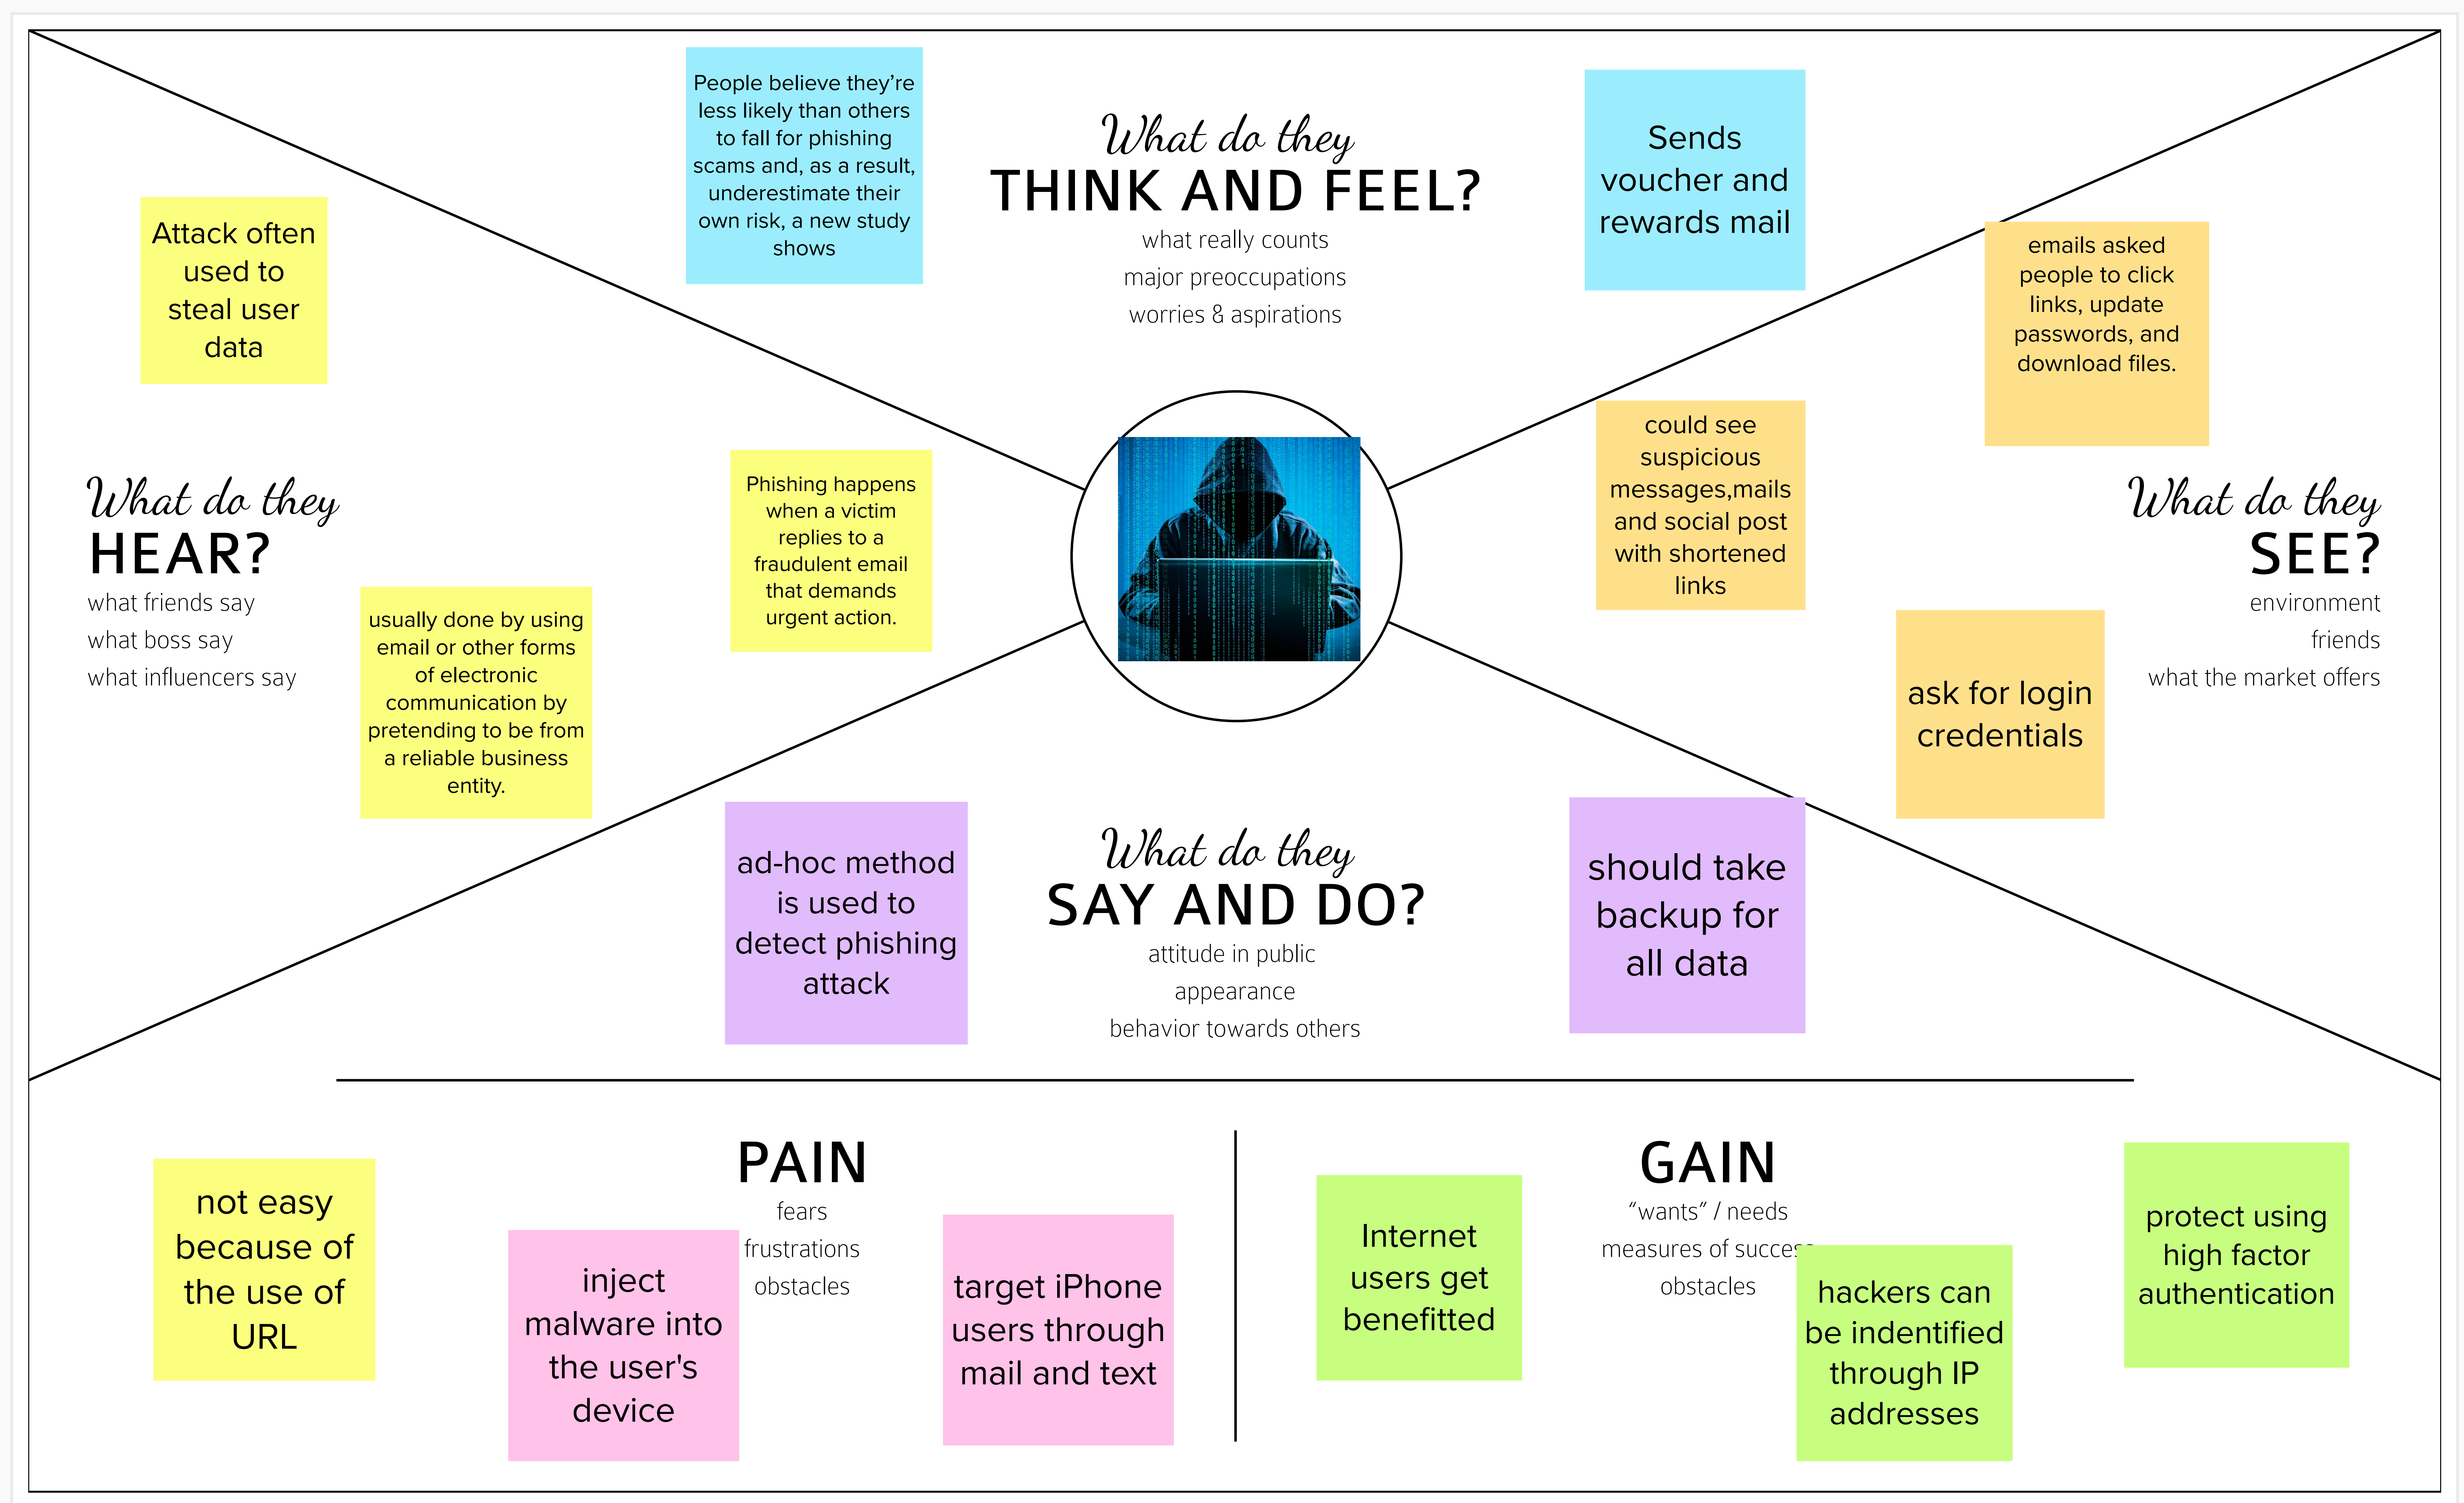 People believe they're
less likely than others
to fall for phishing
scams and, as a result,
underestimate their
own risk, a new study
shows
What do they
THINK AND FEEL?
what really counts
major preoccupations
worries & aspirations
Sends
voucher and
rewards mail
Attack often
used to
steal user
data
What do they
HEAR?
what friends say
what boss say
what influencers say
usually done by using
email or other forms
of electronic
communication by
pretending to be from
a reliable business
entity.
Phishing happens
when a victim
replies to a
fraudulent email
that demands
urgent action.
could see
suspicious
messages,mails
and social post
with shortened
links
emails asked
people to click
links, update
passwords, and
download files.
What do they
SEE?
environment
friends
what the market offers
ask for login
credentials
ad-hoc method
is used to
detect phishing
attack
What do they
SAY AND DO?
attitude in public
appearance
behavior towards others
should take
backup for
all data
not easy
because of
the use of
URL
inject
malware into
the user's
device
PAIN
fears
frustrations
obstacles
target iPhone
users through
mail and text
Internet
users get
benefitted
GAIN
“wants” / needs
measures of success
obstacles
hackers can
be indentified
through IP
addresses
protect using
high factor
authentication